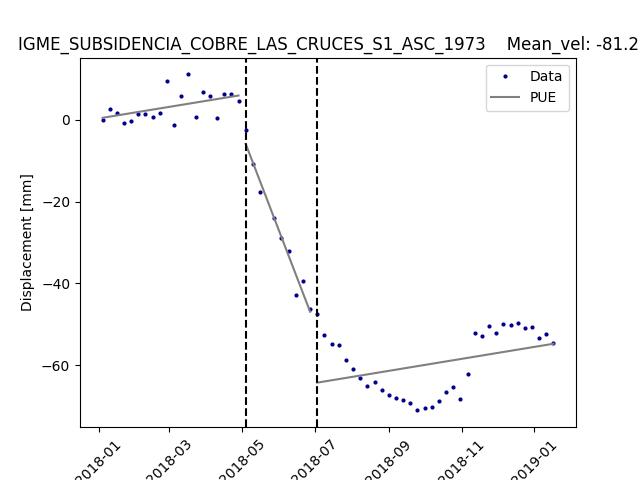 IGME_SUBSIDENCIA_COBRE_LAS_CRUCES_S1_ASC_1973    Mean_vel: -81.2
Data
PUE
Displacement [mm]
0
−20
−40
−60
2018-01
2018-03
2018-05
2018-07
2018-09
2018-11
2019-01